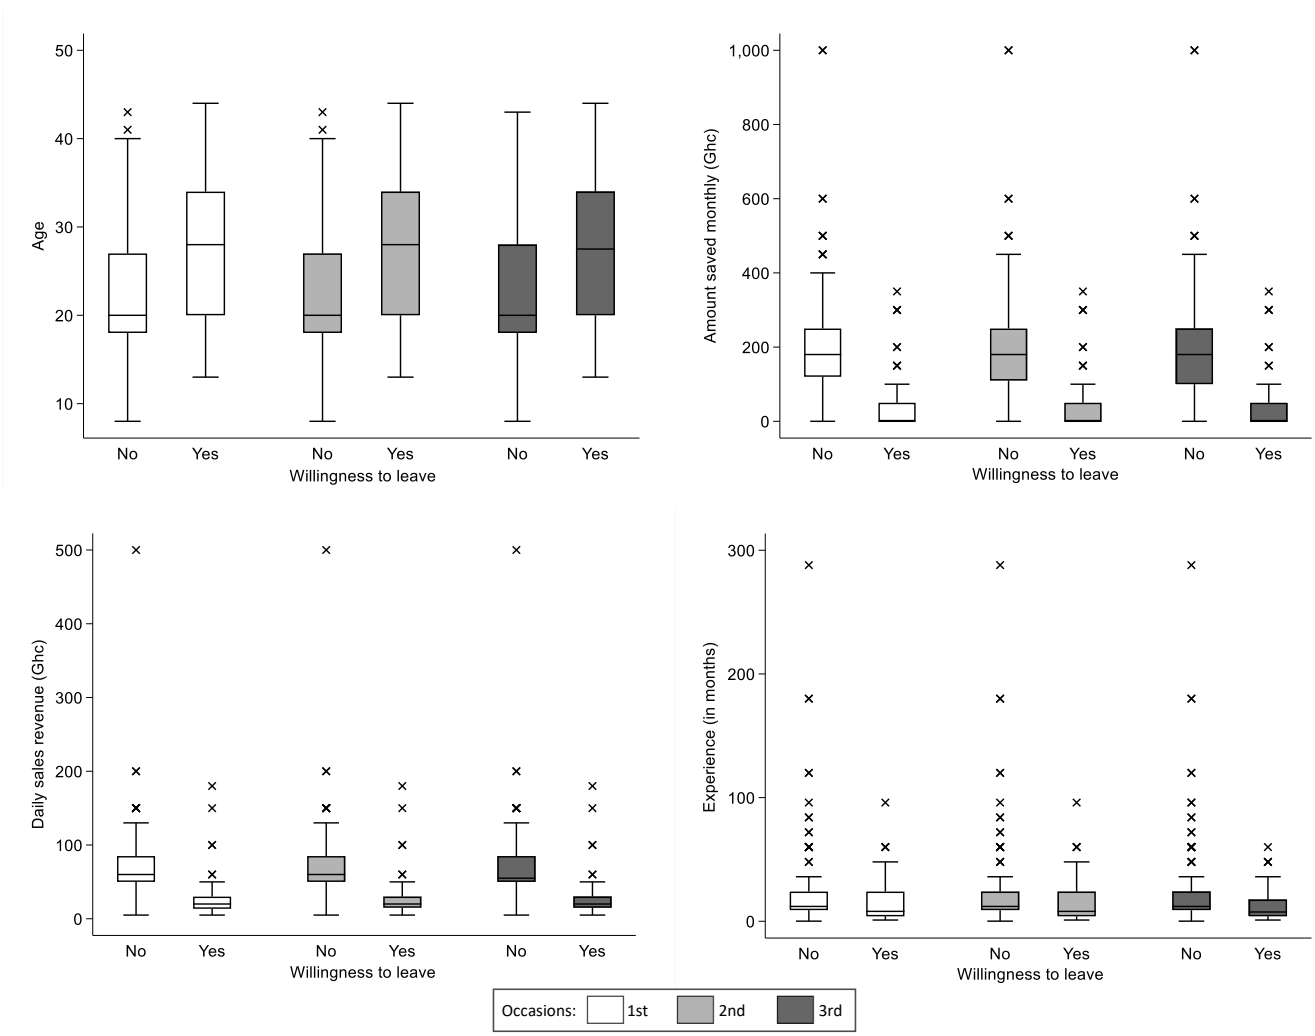 50
40
30
20
10
Age
No Yes No Yes No Yes
Willingness to leave
1,000
800
600
400
200
0
Amount saved monthly (Ghc)
No Yes No Yes No Yes
Willingness to leave
500
400
300
200
100
0
Daily sales revenue (Ghc)
No Yes No Yes No Yes
Willingness to leave
300
200
100
0
Experience (in months)
No Yes No Yes No Yes
Willingness to leave
Occasions: 1st 2nd 3rd